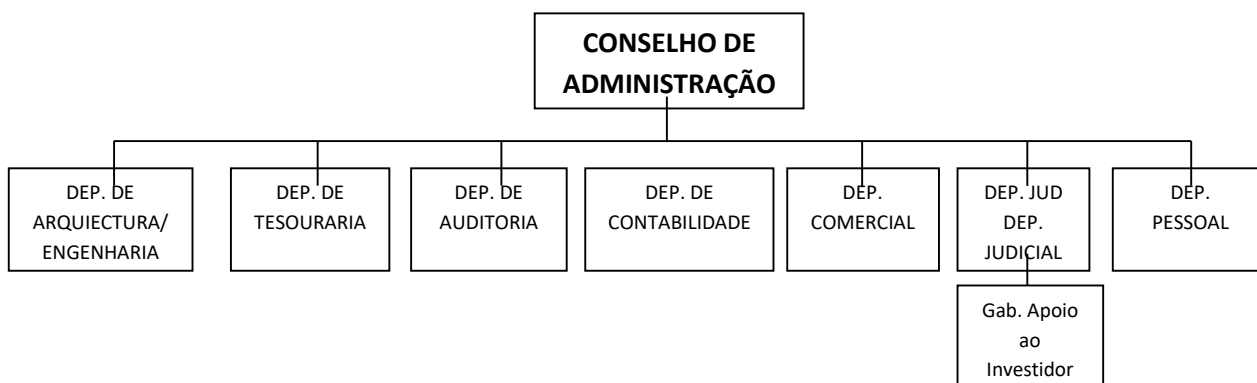 CONSELHO DE
ADMINISTRAÇÃO
DEP. DE
ARQUIECTURA/
ENGENHARIA
DEP. DE
TESOURARIA
DEP. DE
AUDITORIA
DEP. DE
CONTABILIDADE
DEP.
COMERCIAL
DEP. JUD
DEP.
JUDICIAL
DEP.
PESSOAL
Gab. Apoio
ao
Investidor